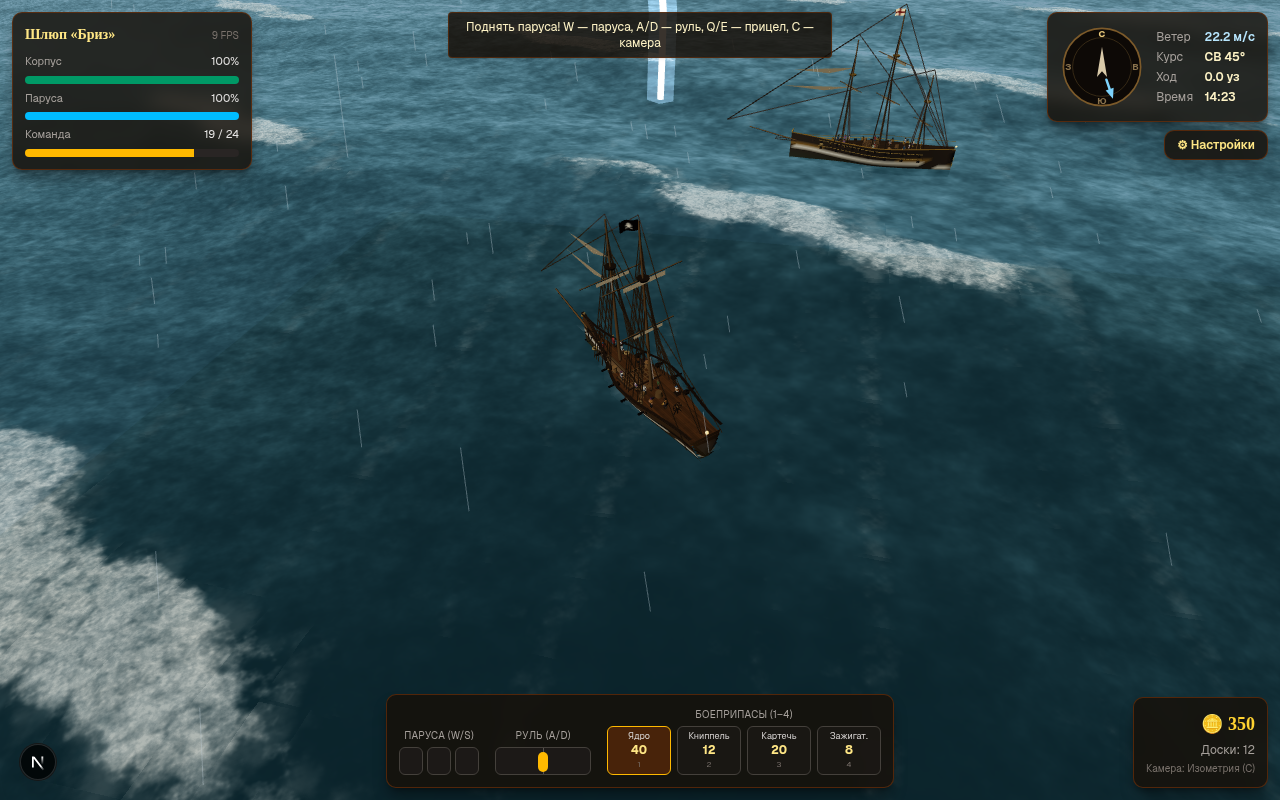 Шлюп «Бриз»
9 FPS
Корпус
100%
Паруса
100%
Команда
19 / 24
Поднять паруса! W — паруса, A/D — руль, Q/E — прицел, C —
камера
С
З
В
Ю
Ветер
22.2 м/с
Курс
СВ 45°
Ход
0.0 уз
Время
14:23
⚙ Настройки
ПАРУСА (W/S)
РУЛЬ (A/D)
БОЕПРИПАСЫ (1–4)
Ядро
40
1
Книппель
12
2
Картечь
20
3
Зажигат.
8
4
N
350
Доски: 12
Камера: Изометрия (C)